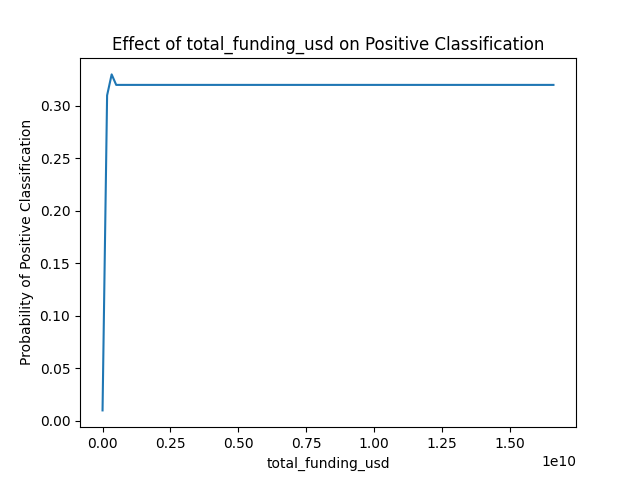 Effect of total_funding_usd on Positive Classification
Probability of Positive Classification
0.30
0.25
0.20
0.15
0.10
0.05
0.00
0.00 0.25 0.50 0.75 1.00 1.25 1.50
1e10
total_funding_usd